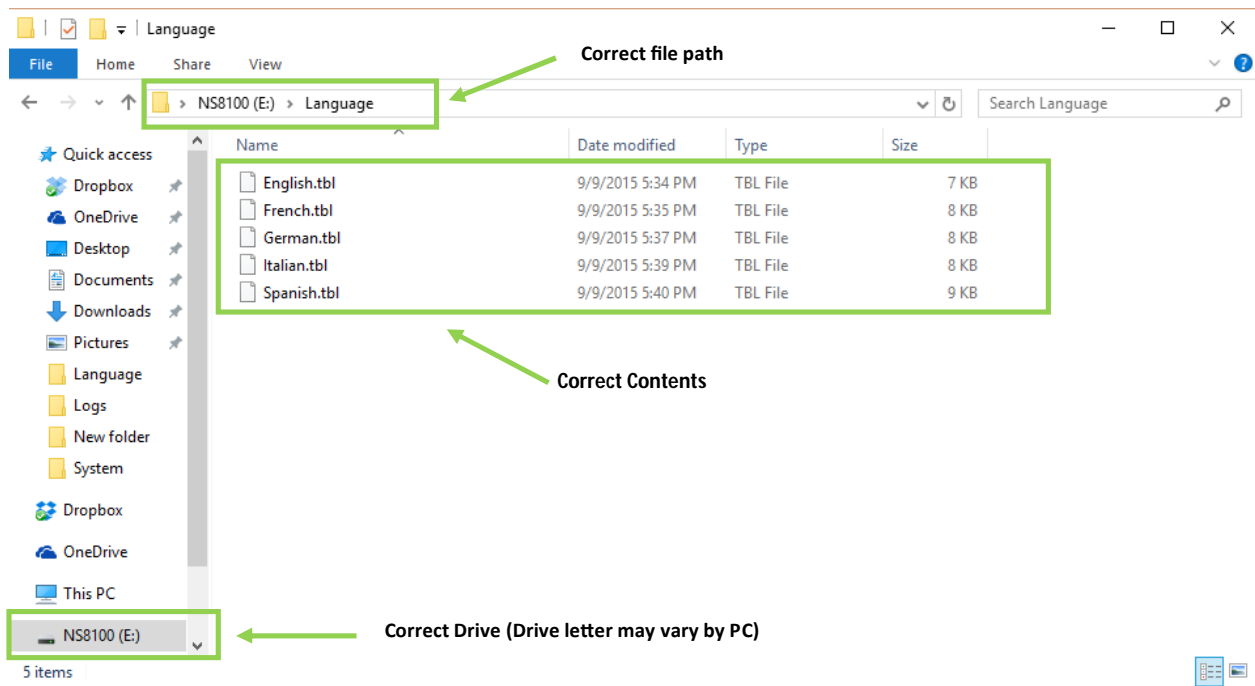 Language
Correct file path
File Home Share View
NS8100 (E:) > Language
Search Language
Name Date modified Type Size
Quick access
Dropbox
OneDrive
Desktop
Documents
Downloads
Pictures
Language
Logs
New folder
System
Dropbox
OneDrive
This PC
NS8100 (E:)
English.tbl 9/9/2015 5:34 PM TBL File 7 KB
French.tbl 9/9/2015 5:35 PM TBL File 8 KB
German.tbl 9/9/2015 5:37 PM TBL File 8 KB
Italian.tbl 9/9/2015 5:39 PM TBL File 8 KB
Spanish.tbl 9/9/2015 5:40 PM TBL File 9 KB
Correct Contents
Correct Drive (Drive letter may vary by PC)
5 items